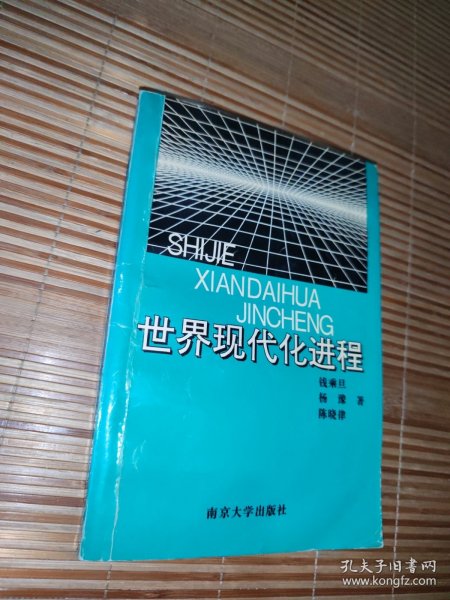 SHIJIE
XIANDAIHUA
JINCHENG
世界现代化进程
钱乘旦
杨豫 著
陈晓律
南京大学出版社
孔夫子旧书网
www.kongfz.com